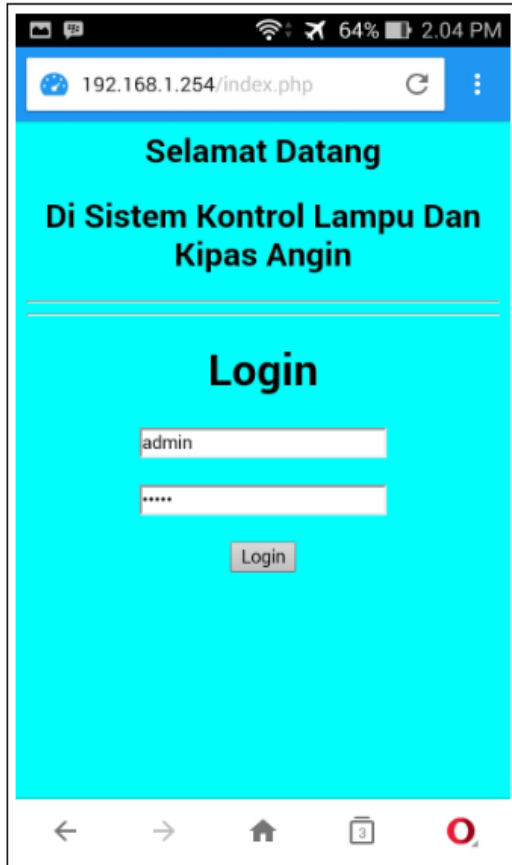 64% 2.04 PM
192.168.1.254/index.php
Selamat Datang
Di Sistem Kontrol Lampu Dan
Kipas Angin
Login
admin
•••••
Login
3